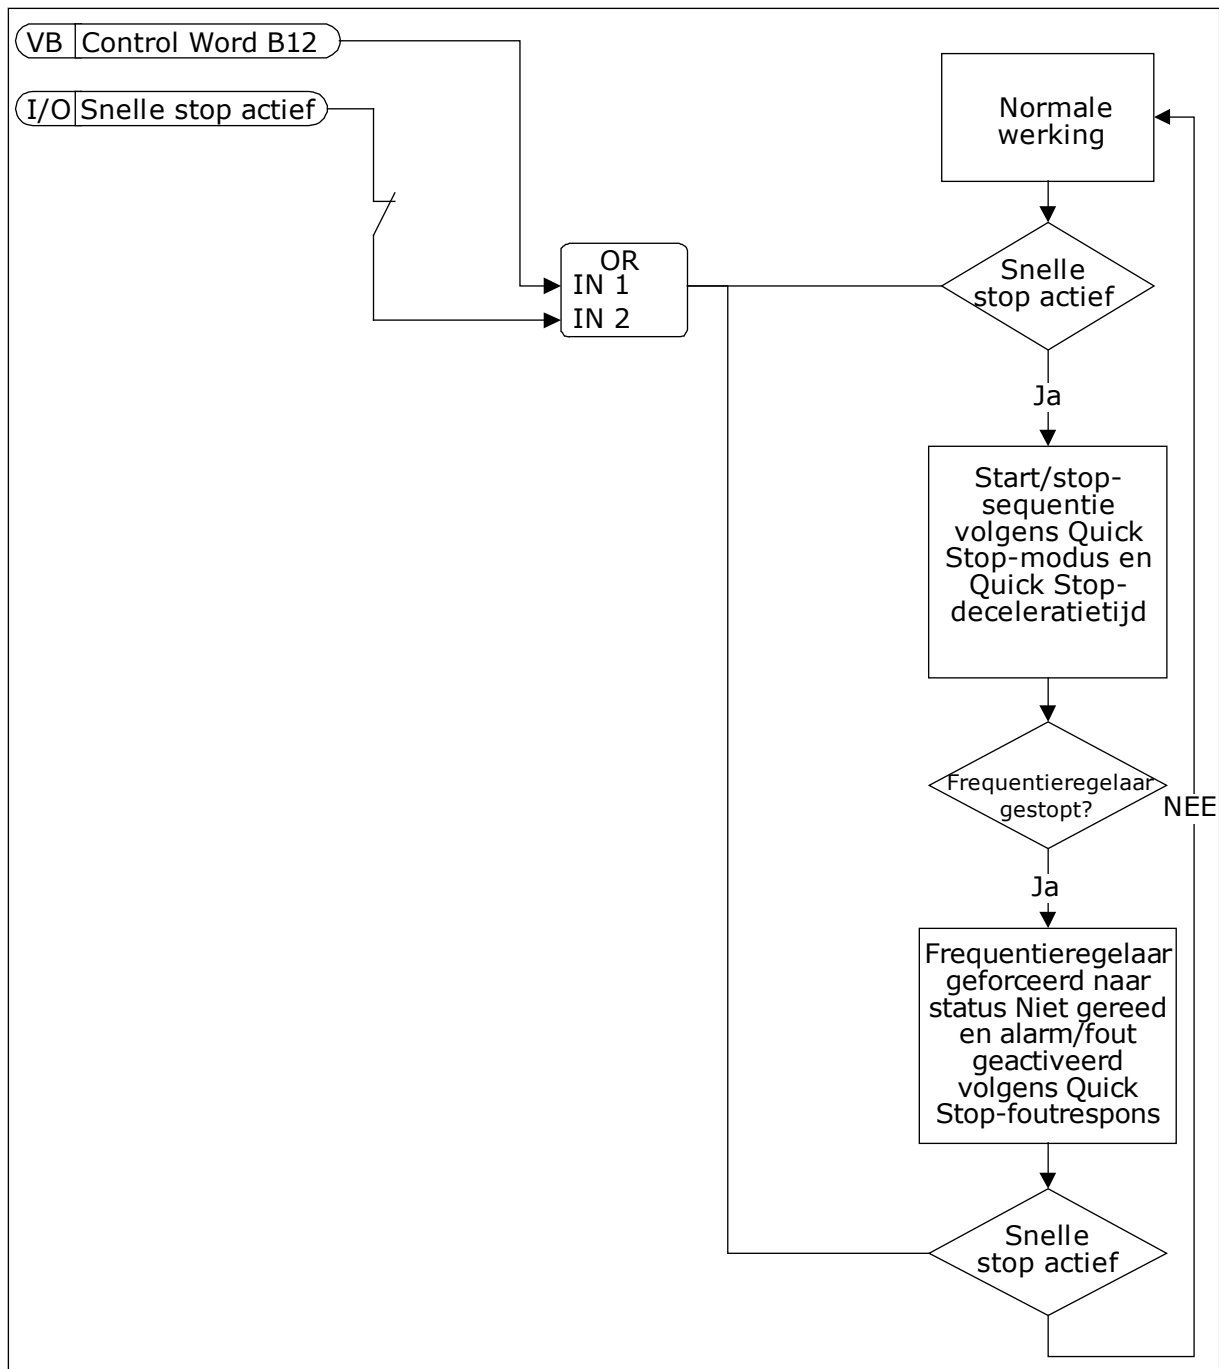 VB Control Word B12
I/O Snelle stop actief
OR
IN 1
IN 2
Normale
werking
Snelle
stop actief
Ja
Start/stop-
sequentie
volgens Quick
Stop-modus en
Quick Stop-
deceleratietijd
Frequentieregelaar
gestopt?
NEE
Ja
Frequentieregelaar
geforceerd naar
status Niet gereed
en alarm/fout
geactiveerd
volgens Quick
Stop-foutrespons
Snelle
stop actief